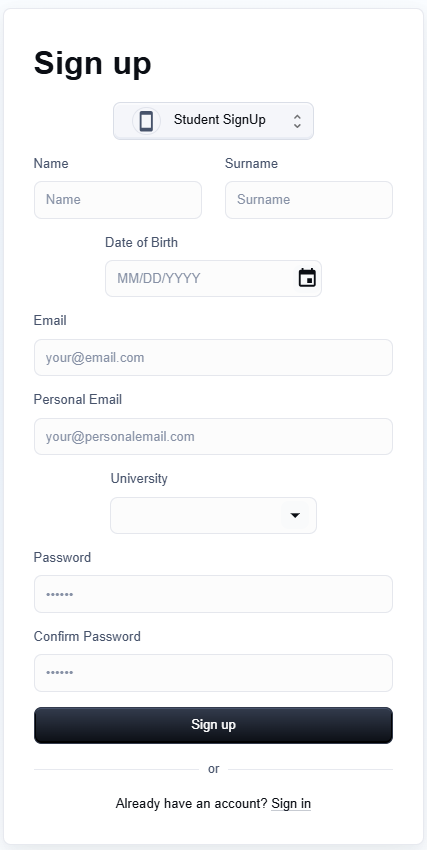 Sign up
Student SignUp
Name Surname
Name Surname
Date of Birth
MM/DD/YYYY
Email
your@email.com
Personal Email
your@personalemail.com
University
Password
••••••
Confirm Password
••••••
Sign up
or
Already have an account? Sign in